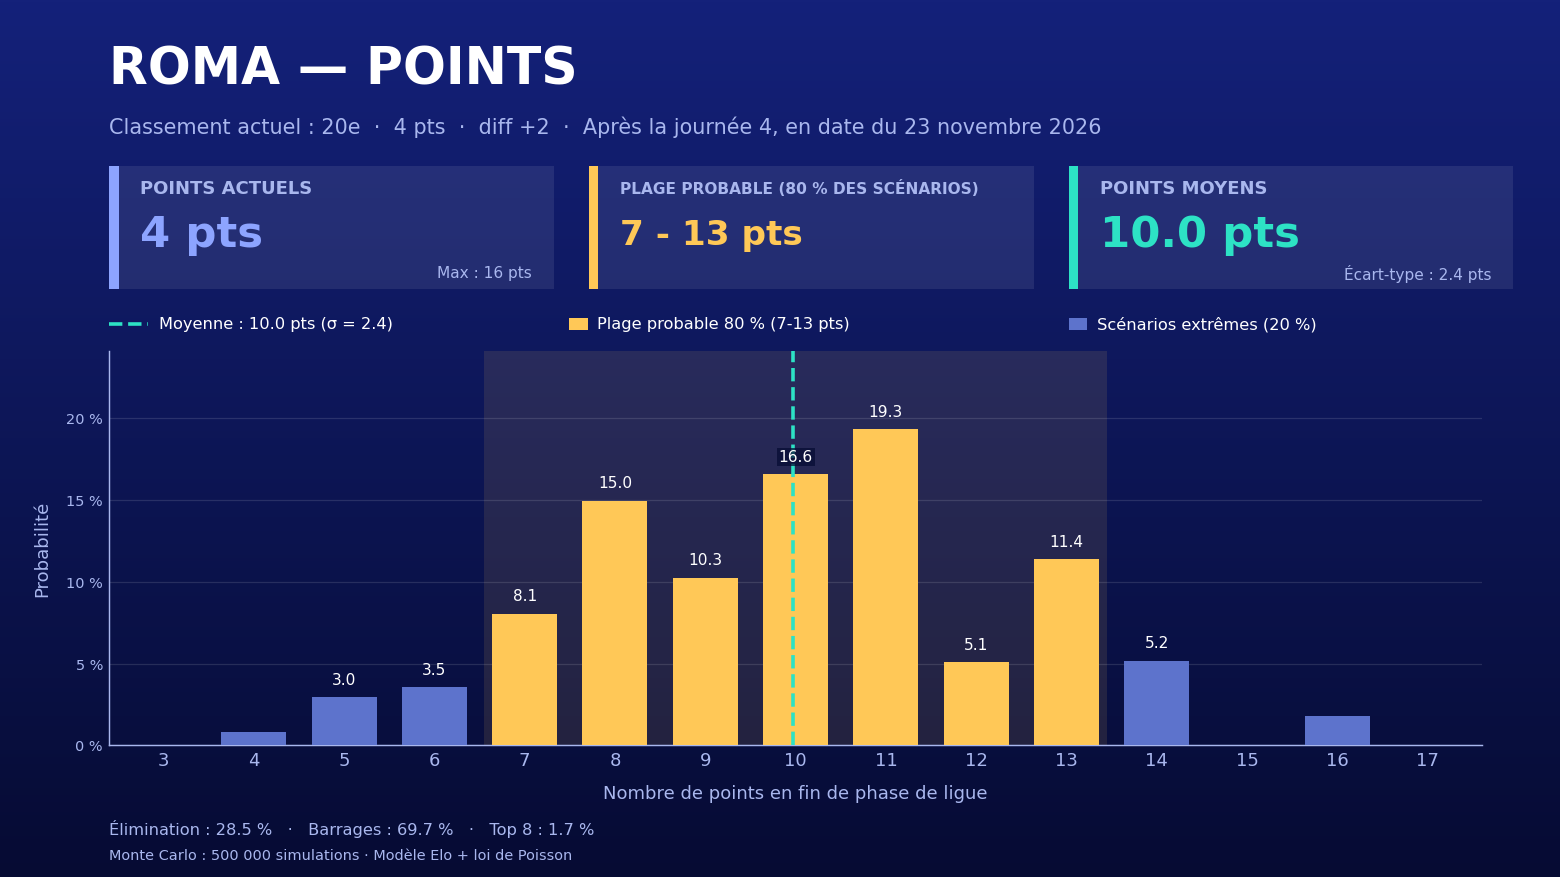 ROMA — POINTS
Classement actuel : 20e · 4 pts · diff +2 · Après la journée 4, en date du 23 novembre 2026
POINTS ACTUELS
4 pts
Max : 16 pts
PLAGE PROBABLE (80 % DES SCÉNARIOS)
7 - 13 pts
POINTS MOYENS
10.0 pts
Écart-type : 2.4 pts
Moyenne : 10.0 pts (σ = 2.4)
Plage probable 80 % (7-13 pts)
Scénarios extrêmes (20 %)
Probabilité
20 %
15 %
10 %
5 %
0 %
3.0
3.5
8.1
15.0
10.3
16.6
19.3
5.1
11.4
5.2
3 4 5 6 7 8 9 10 11 12 13 14 15 16 17
Nombre de points en fin de phase de ligue
Élimination : 28.5 % · Barrages : 69.7 % · Top 8 : 1.7 %
Monte Carlo : 500 000 simulations · Modèle Elo + loi de Poisson